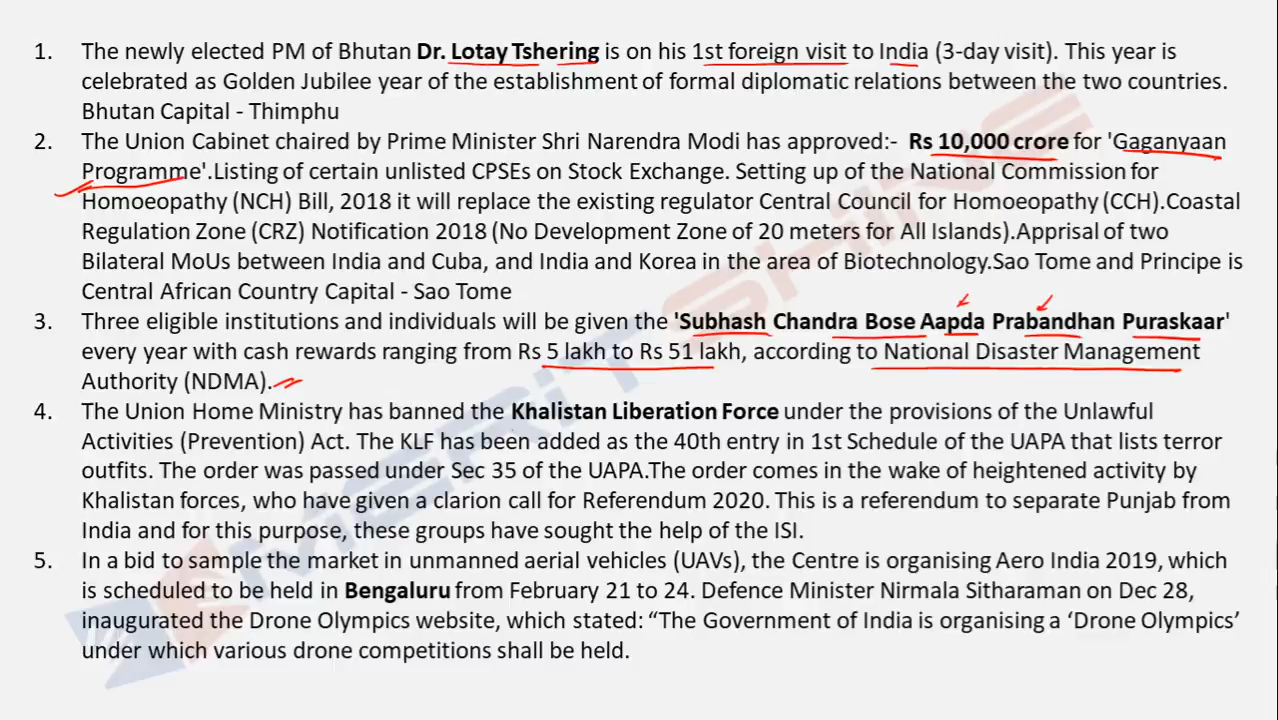 1. The newly elected PM of Bhutan Dr. Lotay Tshering is on his 1st foreign visit to India (3-day visit). This year is
celebrated as Golden Jubilee year of the establishment of formal diplomatic relations between the two countries.
Bhutan Capital - Thimphu
2. The Union Cabinet chaired by Prime Minister Shri Narendra Modi has approved:- Rs 10,000 crore for 'Gaganyaan
Programme'.Listing of certain unlisted CPSEs on Stock Exchange. Setting up of the National Commission for
Homoeopathy (NCH) Bill, 2018 it will replace the existing regulator Central Council for Homoeopathy (CCH).Coastal
Regulation Zone (CRZ) Notification 2018 (No Development Zone of 20 meters for All Islands).Apprisal of two
Bilateral MoUs between India and Cuba, and India and Korea in the area of Biotechnology.Sao Tome and Principe is
Central African Country Capital - Sao Tome
3. Three eligible institutions and individuals will be given the 'Subhash Chandra Bose Aapda Prabandhan Puraskaar'
every year with cash rewards ranging from Rs 5 lakh to Rs 51 lakh, according to National Disaster Management
Authority (NDMA).
4. The Union Home Ministry has banned the Khalistan Liberation Force under the provisions of the Unlawful
Activities (Prevention) Act. The KLF has been added as the 40th entry in 1st Schedule of the UAPA that lists terror
outfits. The order was passed under Sec 35 of the UAPA.The order comes in the wake of heightened activity by
Khalistan forces, who have given a clarion call for Referendum 2020. This is a referendum to separate Punjab from
India and for this purpose, these groups have sought the help of the ISI.
5. In a bid to sample the market in unmanned aerial vehicles (UAVs), the Centre is organising Aero India 2019, which
is scheduled to be held in Bengaluru from February 21 to 24. Defence Minister Nirmala Sitharaman on Dec 28,
inaugurated the Drone Olympics website, which stated: “The Government of India is organising a ‘Drone Olympics’
under which various drone competitions shall be held.
MERiT SHINE